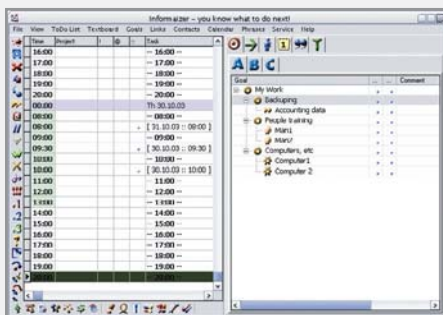 Informaizer - you know what to do next!
File View ToDo List Textboard Goals Links Contacts Calendar Phrases Service Help
Time Project ! @ Task
16:00 -- 16:00 --
17:00 -- 17:00 --
18:00 -- 18:00 --
19:00 -- 19:00 --
20:00 -- 20:00 --
00:00 Th 30.10.03
08:00 -- 08:00 --
08:00 [ 31.10.03 :: 08:00 ]
09:00 -- 09:00 --
09:30 [ 30.10.03 :: 09:30 ]
10:00 -- 10:00 --
10:00 [ 30.10.03 :: 10:00 ]
11:00 -- 11:00 --
12:00 -- 12:00 --
13:00 -- 13:00 --
14:00 -- 14:00 --
15:00 -- 15:00 --
16:00 -- 16:00 --
17:00 -- 17:00 --
18:00 -- 18:00 --
19:00 -- 19:00 --
A B C
Goal ... ... Comment
My Work
Backuping
Accounting data
People training
Man1
Man2
Computers, etc
Computer1
Computer 2